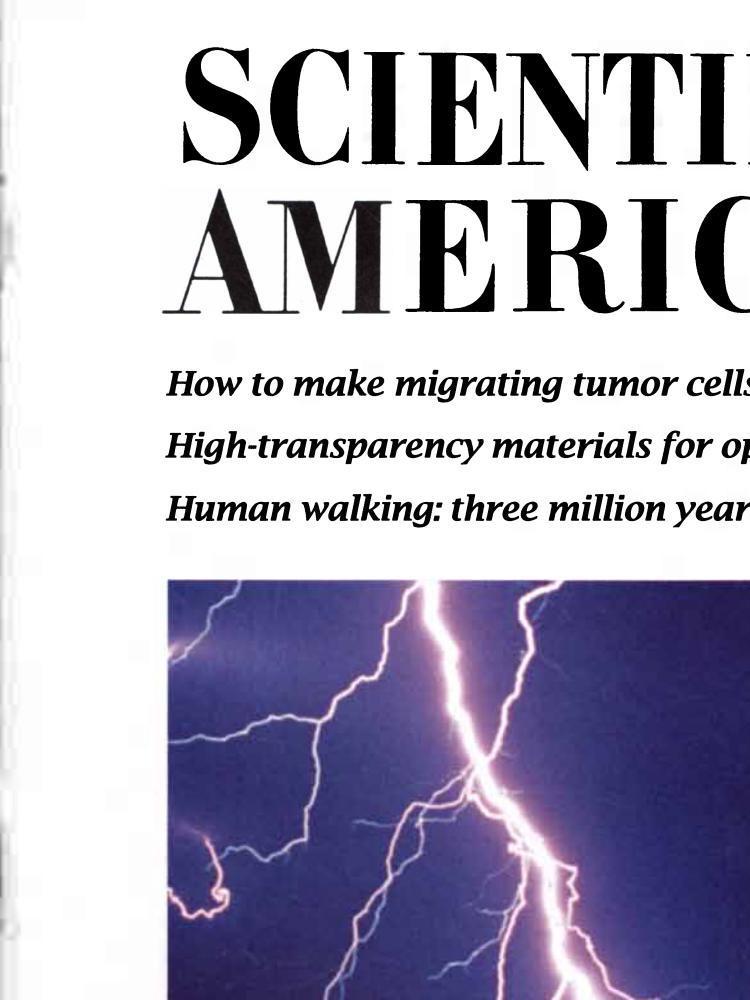 SCIENTI
AMERIC
How to make migrating tumor cells
High-transparency materials for op
Human walking: three million year